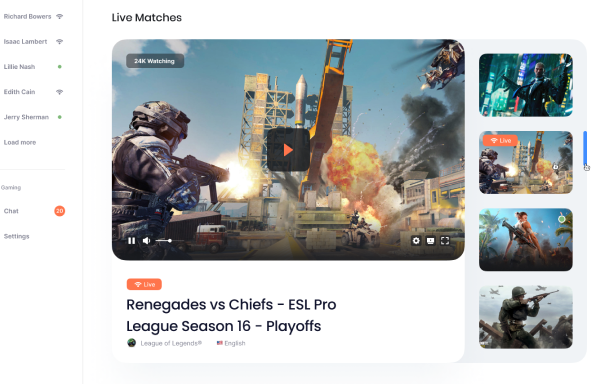 Richard Bowers
Isaac Lambert
Lillie Nash
Edith Cain
Jerry Sherman
Load more
Gaming
Chat
20
Settings
Live Matches
24K Watching
Live
Renegades vs Chiefs - ESL Pro
League Season 16 - Playoffs
League of Legends®
English
Live